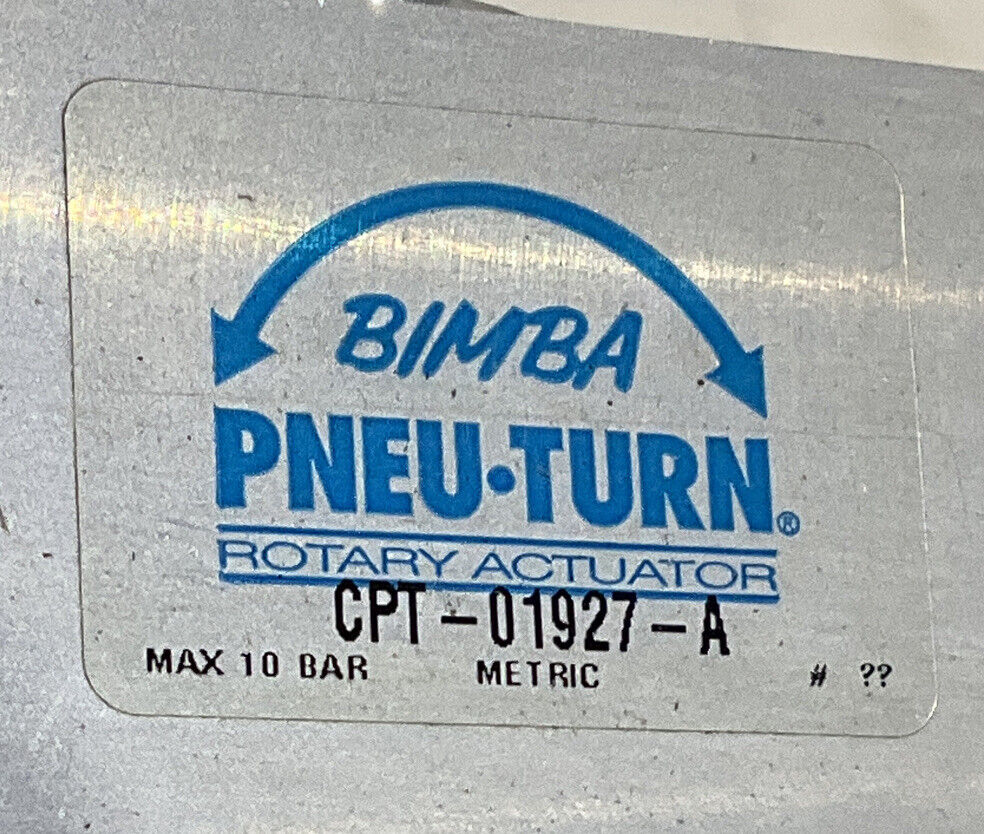 BIMBA
PNEU•TURN®
ROTARY ACTUATOR
CPT-01927-A
MAX 10 BAR METRIC # ??